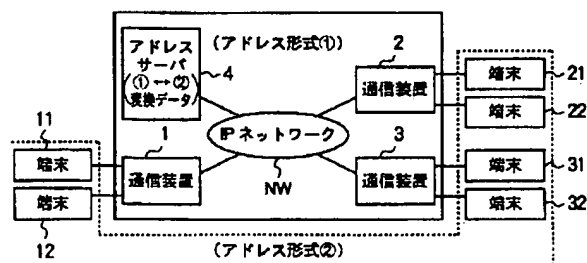 アドレス
サーバ
(①↔②
変換データ)
4
(アドレス形式①)
2
通信装置
端末
21
端末
22
11
端末
端末
12
1
通信装置
IPネットワーク
NW
3
通信装置
端末
31
端末
32
(アドレス形式②)